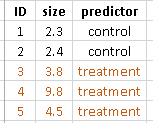 ID size predictor
1 2.3 control
2 2.4 control
3 3.8 treatment
4 9.8 treatment
5 4.5 treatment